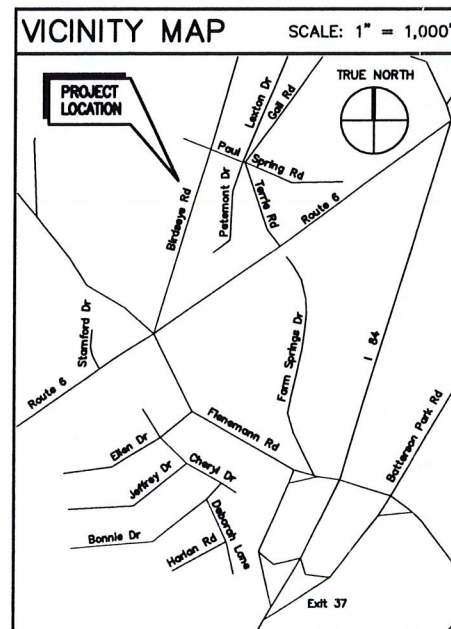 VICINITY MAP
SCALE: 1" = 1,000'
PROJECT
LOCATION
TRUE NORTH
Lexton Dr
Gail Rd
Paul Spring Rd
Birdseye Rd
Petemont Dr
Terrie Rd
Route 6
Stamford Dr
Route 6
Farm Springs Dr
I 84
Batterson Park Rd
Fienemann Rd
Ellen Dr
Cheryl Dr
Jeffrey Dr
Deborah Lane
Bonnie Dr
Harlan Rd
Exit 37